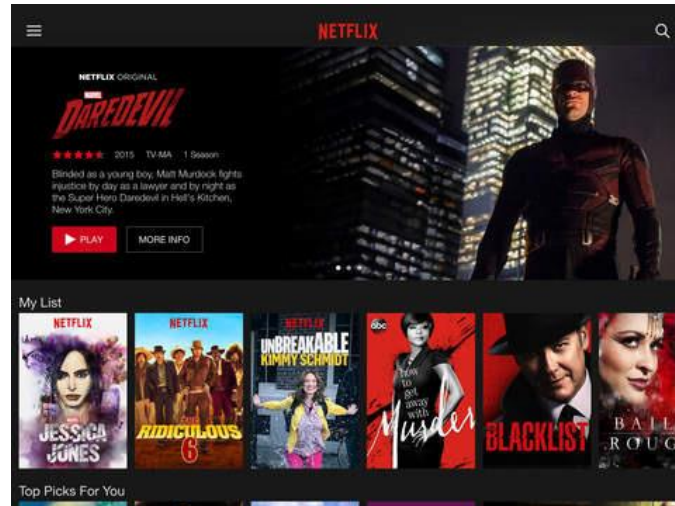 NETFLIX
NETFLIX ORIGINAL
MARVEL
DAREDEVIL
2015 TV-MA 1 Season
Blinded as a young boy, Matt Murdock fights
injustice by day as a lawyer and by night as
the Super Hero Daredevil in Hell's Kitchen,
New York City.
PLAY
MORE INFO
My List
NETFLIX
JESSICA
JONES
NETFLIX
RIDICULOUS
6
NETFLIX
UNBREAKABLE
KIMMY SCHMIDT
abc
how
to
get
away
with
Murder
BLACKLIST
BAIL
ROUG
Top Picks For You